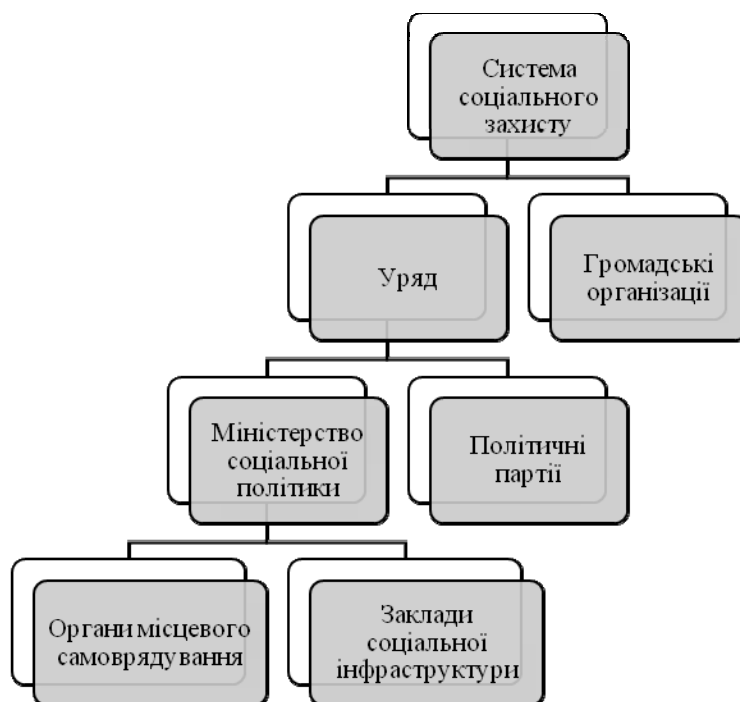 Система
соціального
захисту
Уряд
Громадські
організації
Міністерство
соціальної
політики
Політичні
партії
Органи місцевого
самоврядування
Заклади
соціальної
інфраструктури